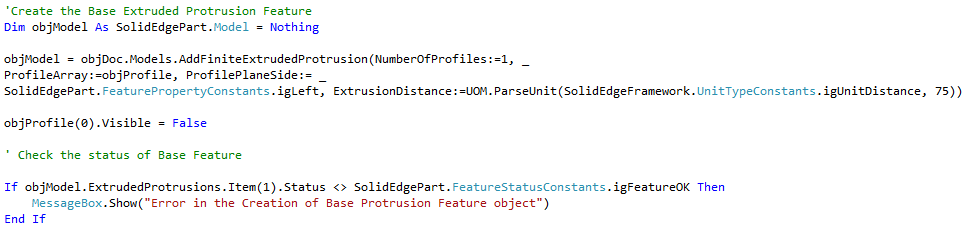 'Create the Base Extruded Protrusion Feature
Dim objModel As SolidEdgePart.Model = Nothing
objModel = objDoc.Models.AddFiniteExtrudedProtrusion(NumberOfProfiles:=1, _
ProfileArray:=objProfile, ProfilePlaneSide:= _
SolidEdgePart.FeaturePropertyConstants.igLeft, ExtrusionDistance:=UOM.ParseUnit(SolidEdgeFramework.UnitTypeConstants.igUnitDistance, 75))
objProfile(0).Visible = False
' Check the status of Base Feature
If objModel.ExtrudedProtrusions.Item(1).Status <> SolidEdgePart.FeatureStatusConstants.igFeatureOK Then
MessageBox.Show("Error in the Creation of Base Protrusion Feature object")
End If